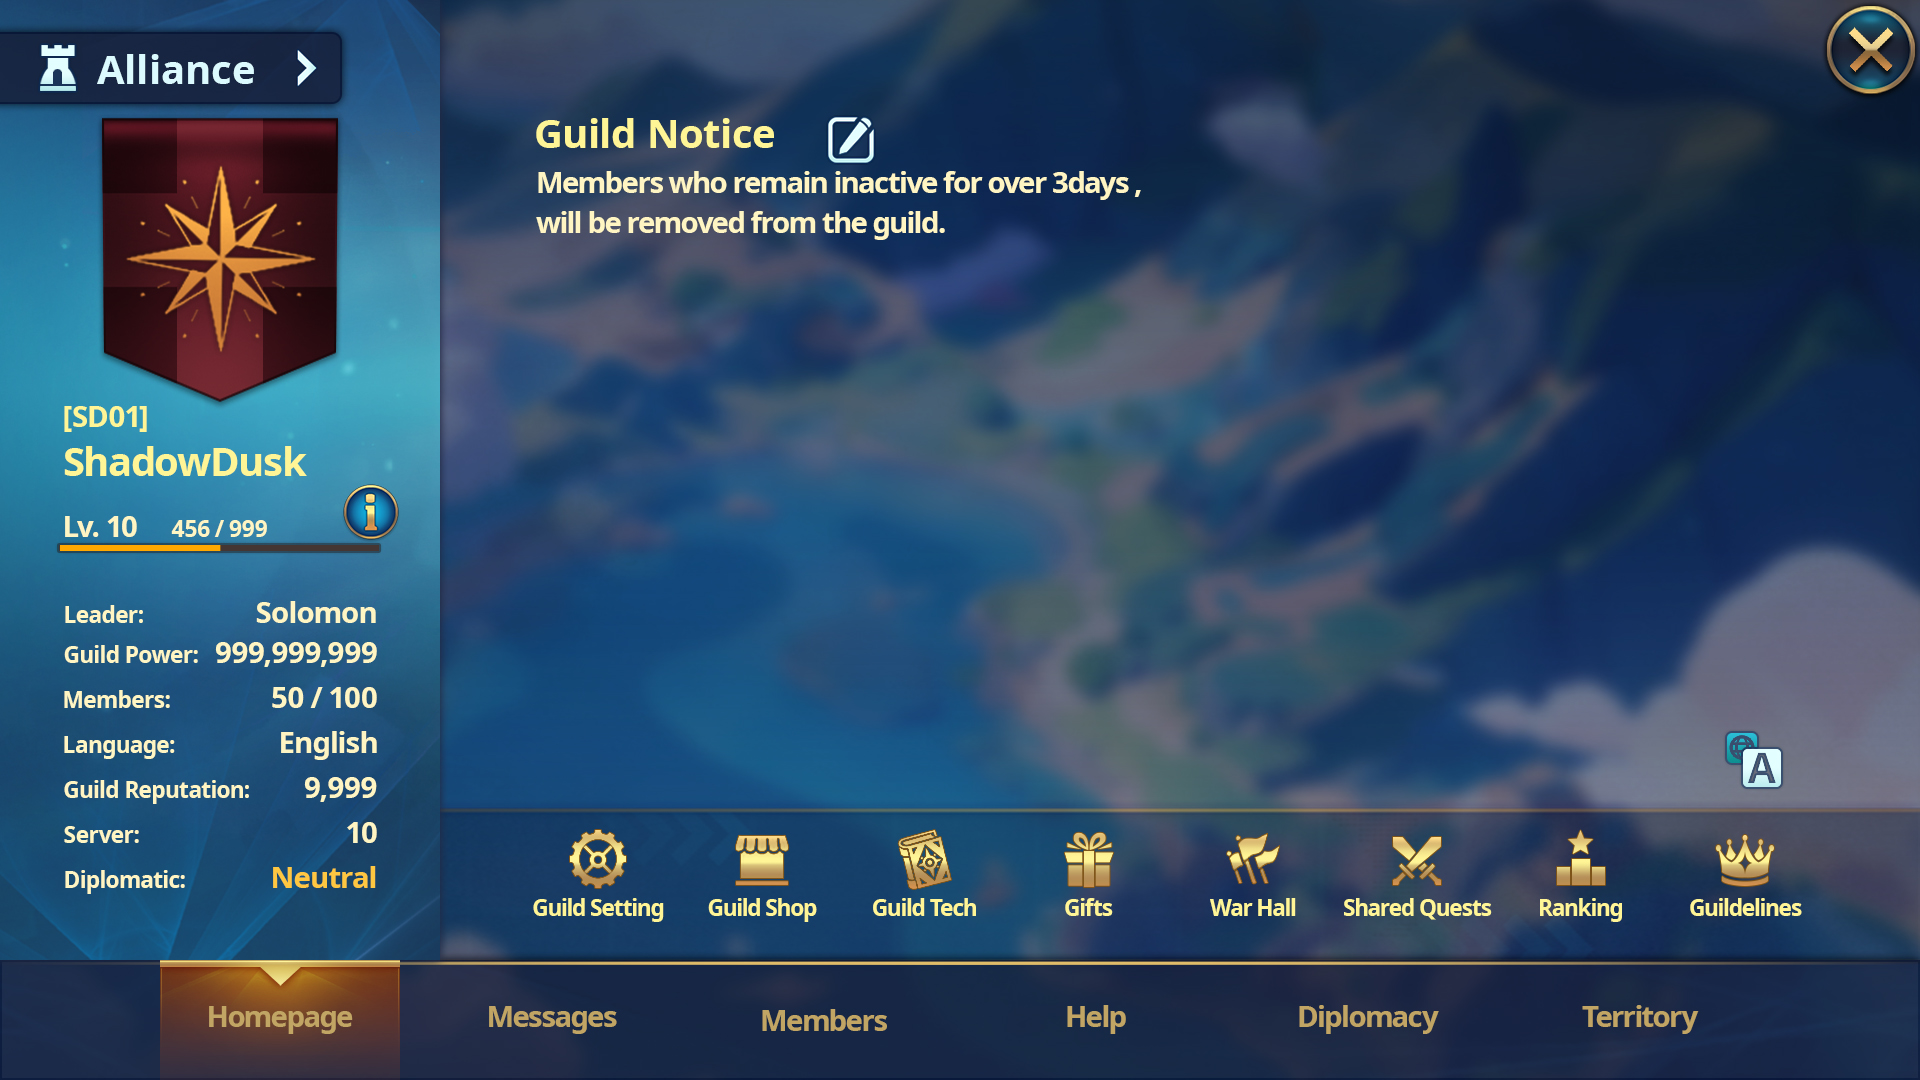 Alliance
[SD01]
ShadowDusk
Lv. 10 456 / 999
Leader: Solomon
Guild Power: 999,999,999
Members: 50 / 100
Language: English
Guild Reputation: 9,999
Server: 10
Diplomatic: Neutral
Guild Notice
Members who remain inactive for over 3days ,
will be removed from the guild.
A
Guild Setting
Guild Shop
Guild Tech
Gifts
War Hall
Shared Quests
Ranking
Guildelines
Homepage
Messages
Members
Help
Diplomacy
Territory